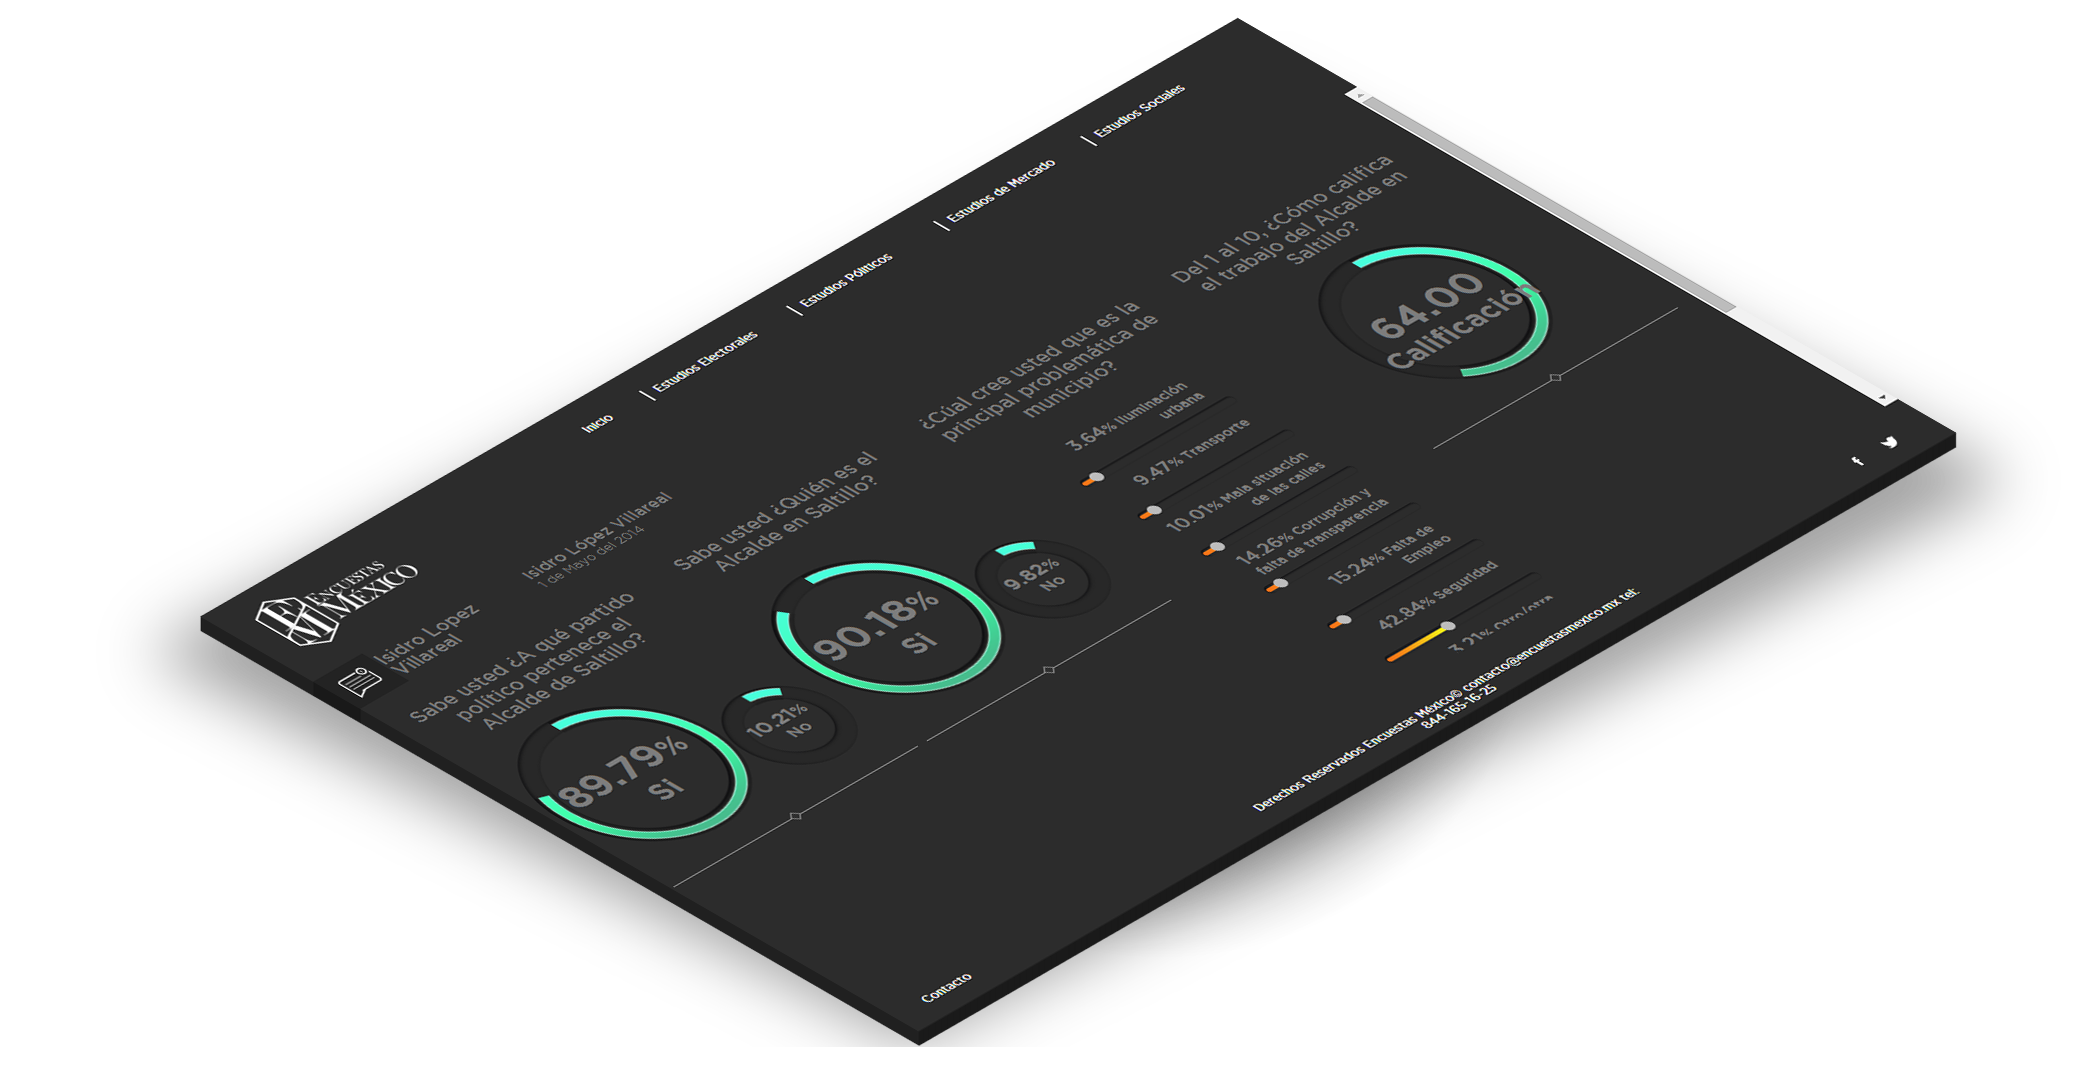 ENCUESTAS
MÉXICO
EM
Inicio
| Estudios Electorales
| Estudios Póliticos
| Estudios de Mercado
| Estudios Sociales
Isidro Lopez
Villareal
Isidro López Villareal
1 de Mayo del 2014
Sabe usted ¿A qué partido
político pertenece el
Alcalde de Saltillo?
89.79%
Si
10.21%
No
Sabe usted ¿Quién es el
Alcalde en Saltillo?
90.18%
Si
9.82%
No
¿Cúal cree usted que es la
principal problemática de
municipio?
3.64% Iluminación
urbana
9.47% Transporte
10.01% Mala situación
de las calles
14.26% Corrupción y
falta de transparencia
15.24% Falta de
Empleo
42.84% Seguridad
3.21% Otro/otra
Del 1 al 10, ¿Cómo califica
el trabajo del Alcalde en
Saltillo?
64.00
Calificación
Contacto
Derechos Reservados Encuestas México© contacto@encuestasmexico.mx tel:
844-165-16-25